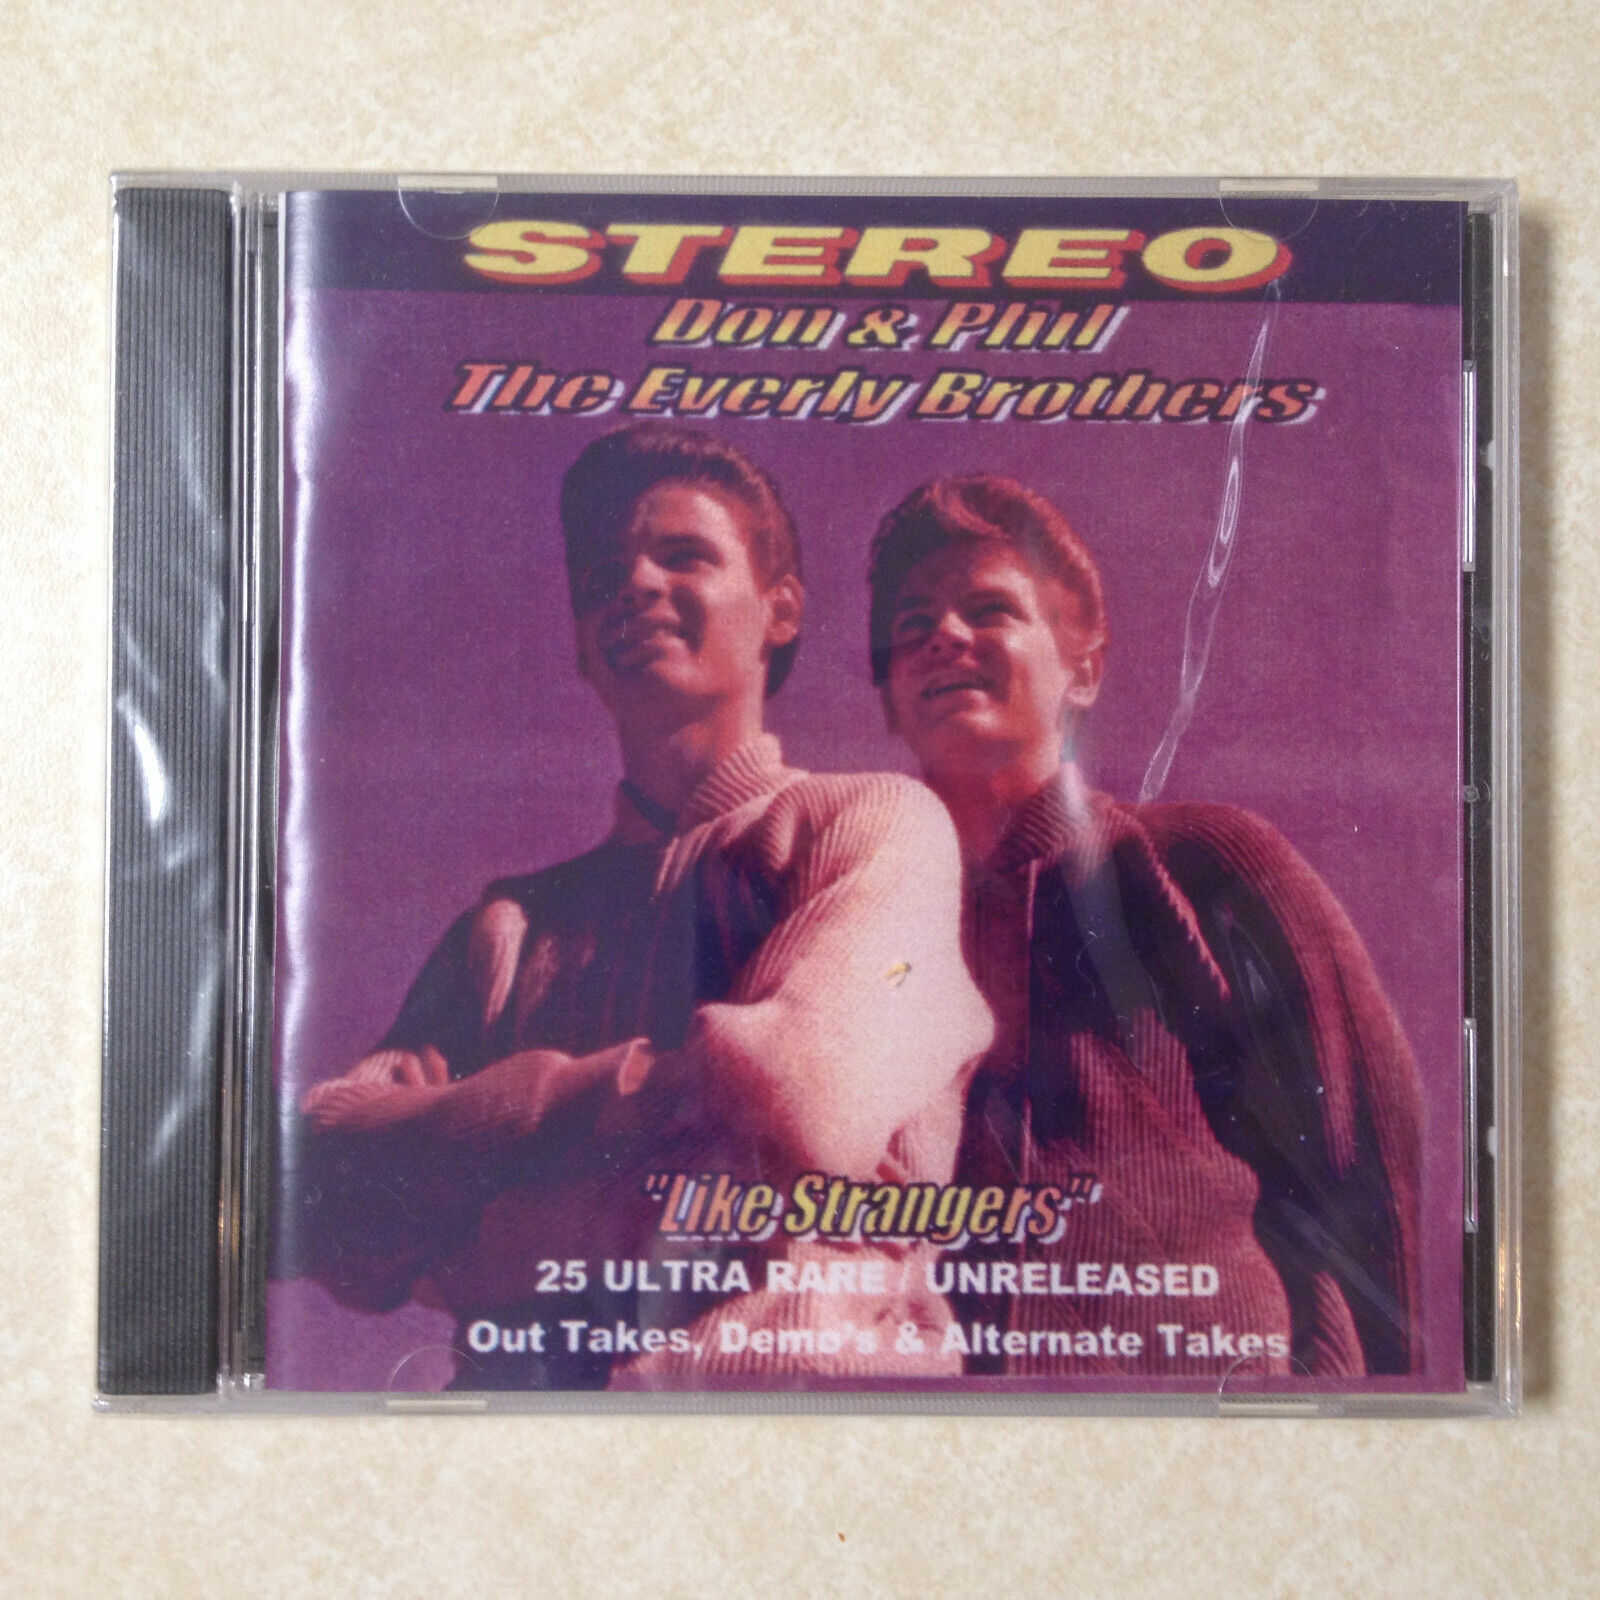 STEREO
Don & Phil
The Everly Brothers
"Like Strangers"
25 ULTRA RARE / UNRELEASED
Out Takes, Demo's & Alternate Takes